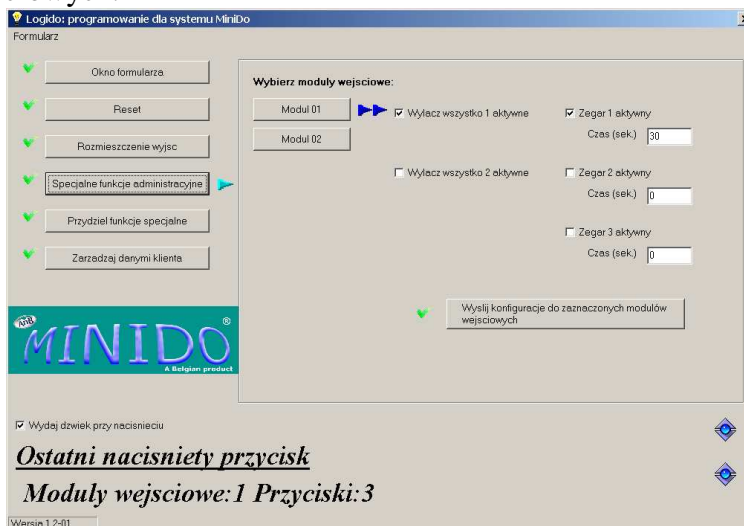 Logido: programowanie dla systemu MiniDo
Formularz
Okno formularza
Reset
Rozmieszczenie wyjsc
Specjalne funkcje administracyjne
Przydziel funkcje specjalne
Zarzadzaj danymi klienta
Wybierz moduly wejsciowe:
Modul 01
Modul 02
Wylacz wszystko 1 aktywne
Wylacz wszystko 2 aktywne
Zegar 1 aktywny
Czas (sek.) 30
Zegar 2 aktywny
Czas (sek.) 0
Zegar 3 aktywny
Czas (sek.) 0
Wyslij konfiguracje do zaznaczonych modulów
wejsciowych
ANB
MINIDO ®
A Belgian product
Wydaj dzwiek przy nacisnieciu
Ostatni nacisniety przycisk
Moduly wejsciowe:1 Przyciski:3
Wersja 1.2-01